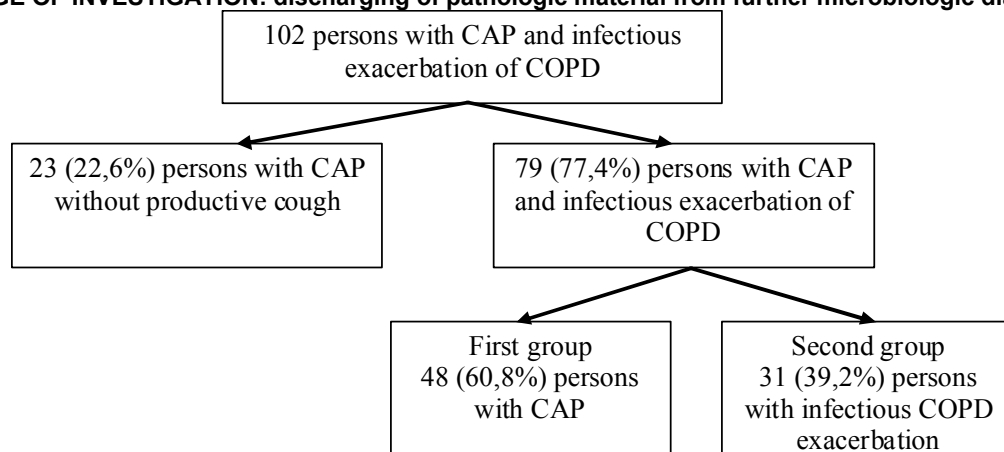 GE OF INVESTIGATION: discharging of pathologic material from further microbiologic dia
102 persons with CAP and infectious
exacerbation of COPD
23 (22,6%) persons with CAP
without productive cough
79 (77,4%) persons with CAP
and infectious exacerbation of
COPD
First group
48 (60,8%) persons
with CAP
Second group
31 (39,2%) persons
with infectious COPD
exacerbation